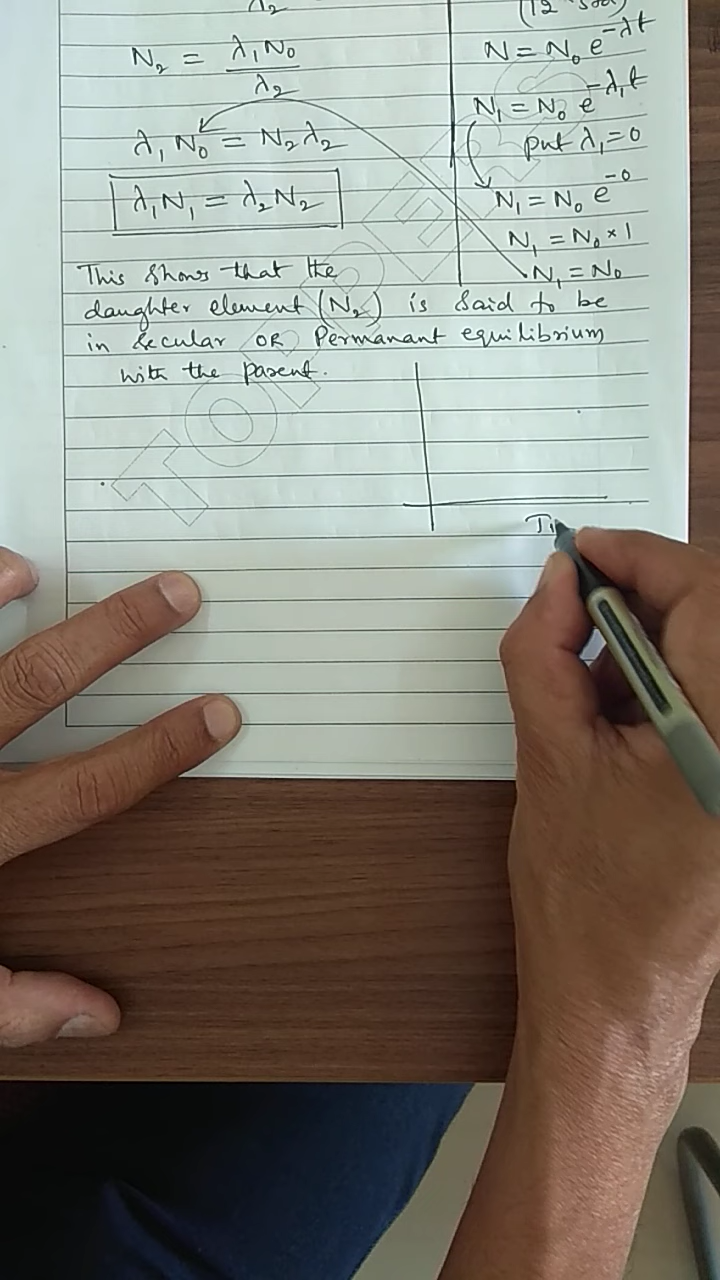 λ₂
N₂ = λ₁N₀ / λ₂
λ₁N₀ = N₂λ₂
λ₁N₁ = λ₂N₂
N = N₀ e^-λt
N₁ = N₀ e^-λ₁t
put λ₁=0
N₁ = N₀ e^-0
N₁ = N₀ × 1
N₁ = N₀
This shows that the
daughter element (N₂) is said to be
in secular OR Permanant equilibrium
with the parent.